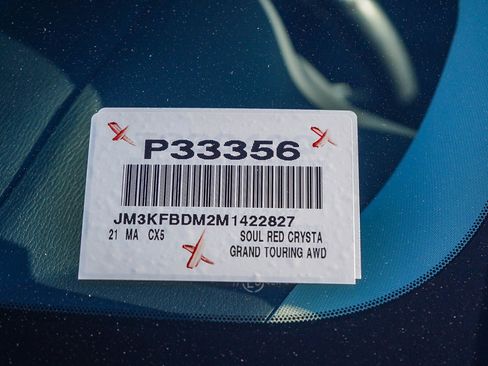 P33356
JM3KFBDM2M1422827
21 MA CX5 SOUL RED CRYSTA
GRAND TOURING AWD